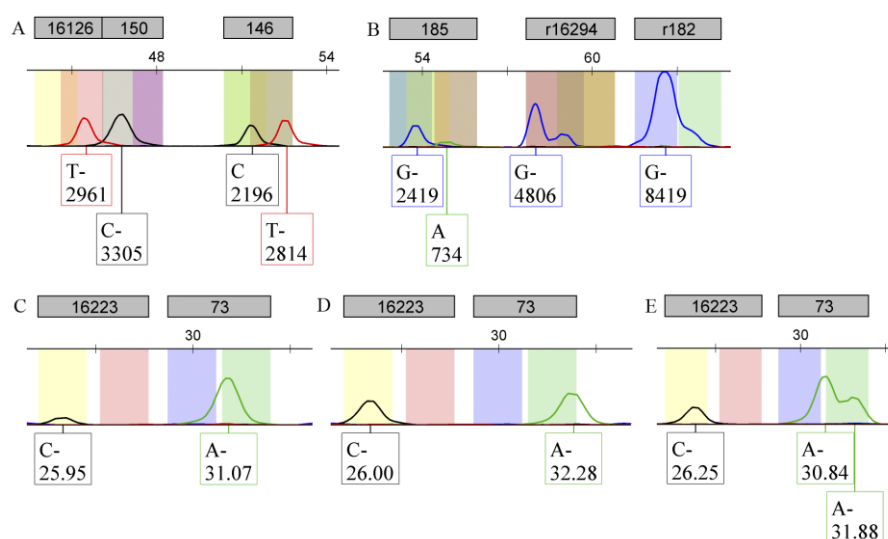 A
16126 150 146
48 54
T-
2961
C-
3305
C
2196
T-
2814
B
185 r16294 r182
54 60
G-
2419
A
734
G-
4806
G-
8419
C
16223 73
30
C-
25.95
A-
31.07
D
16223 73
30
C-
26.00
A-
32.28
E
16223 73
30
C-
26.25
A-
30.84
A-
31.88